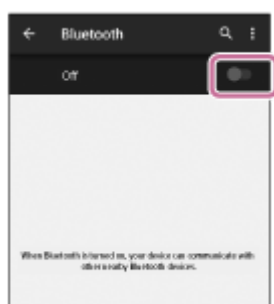 Bluetooth
Off
When Bluetooth is turned on, your device can communicate with
other nearby Bluetooth devices.